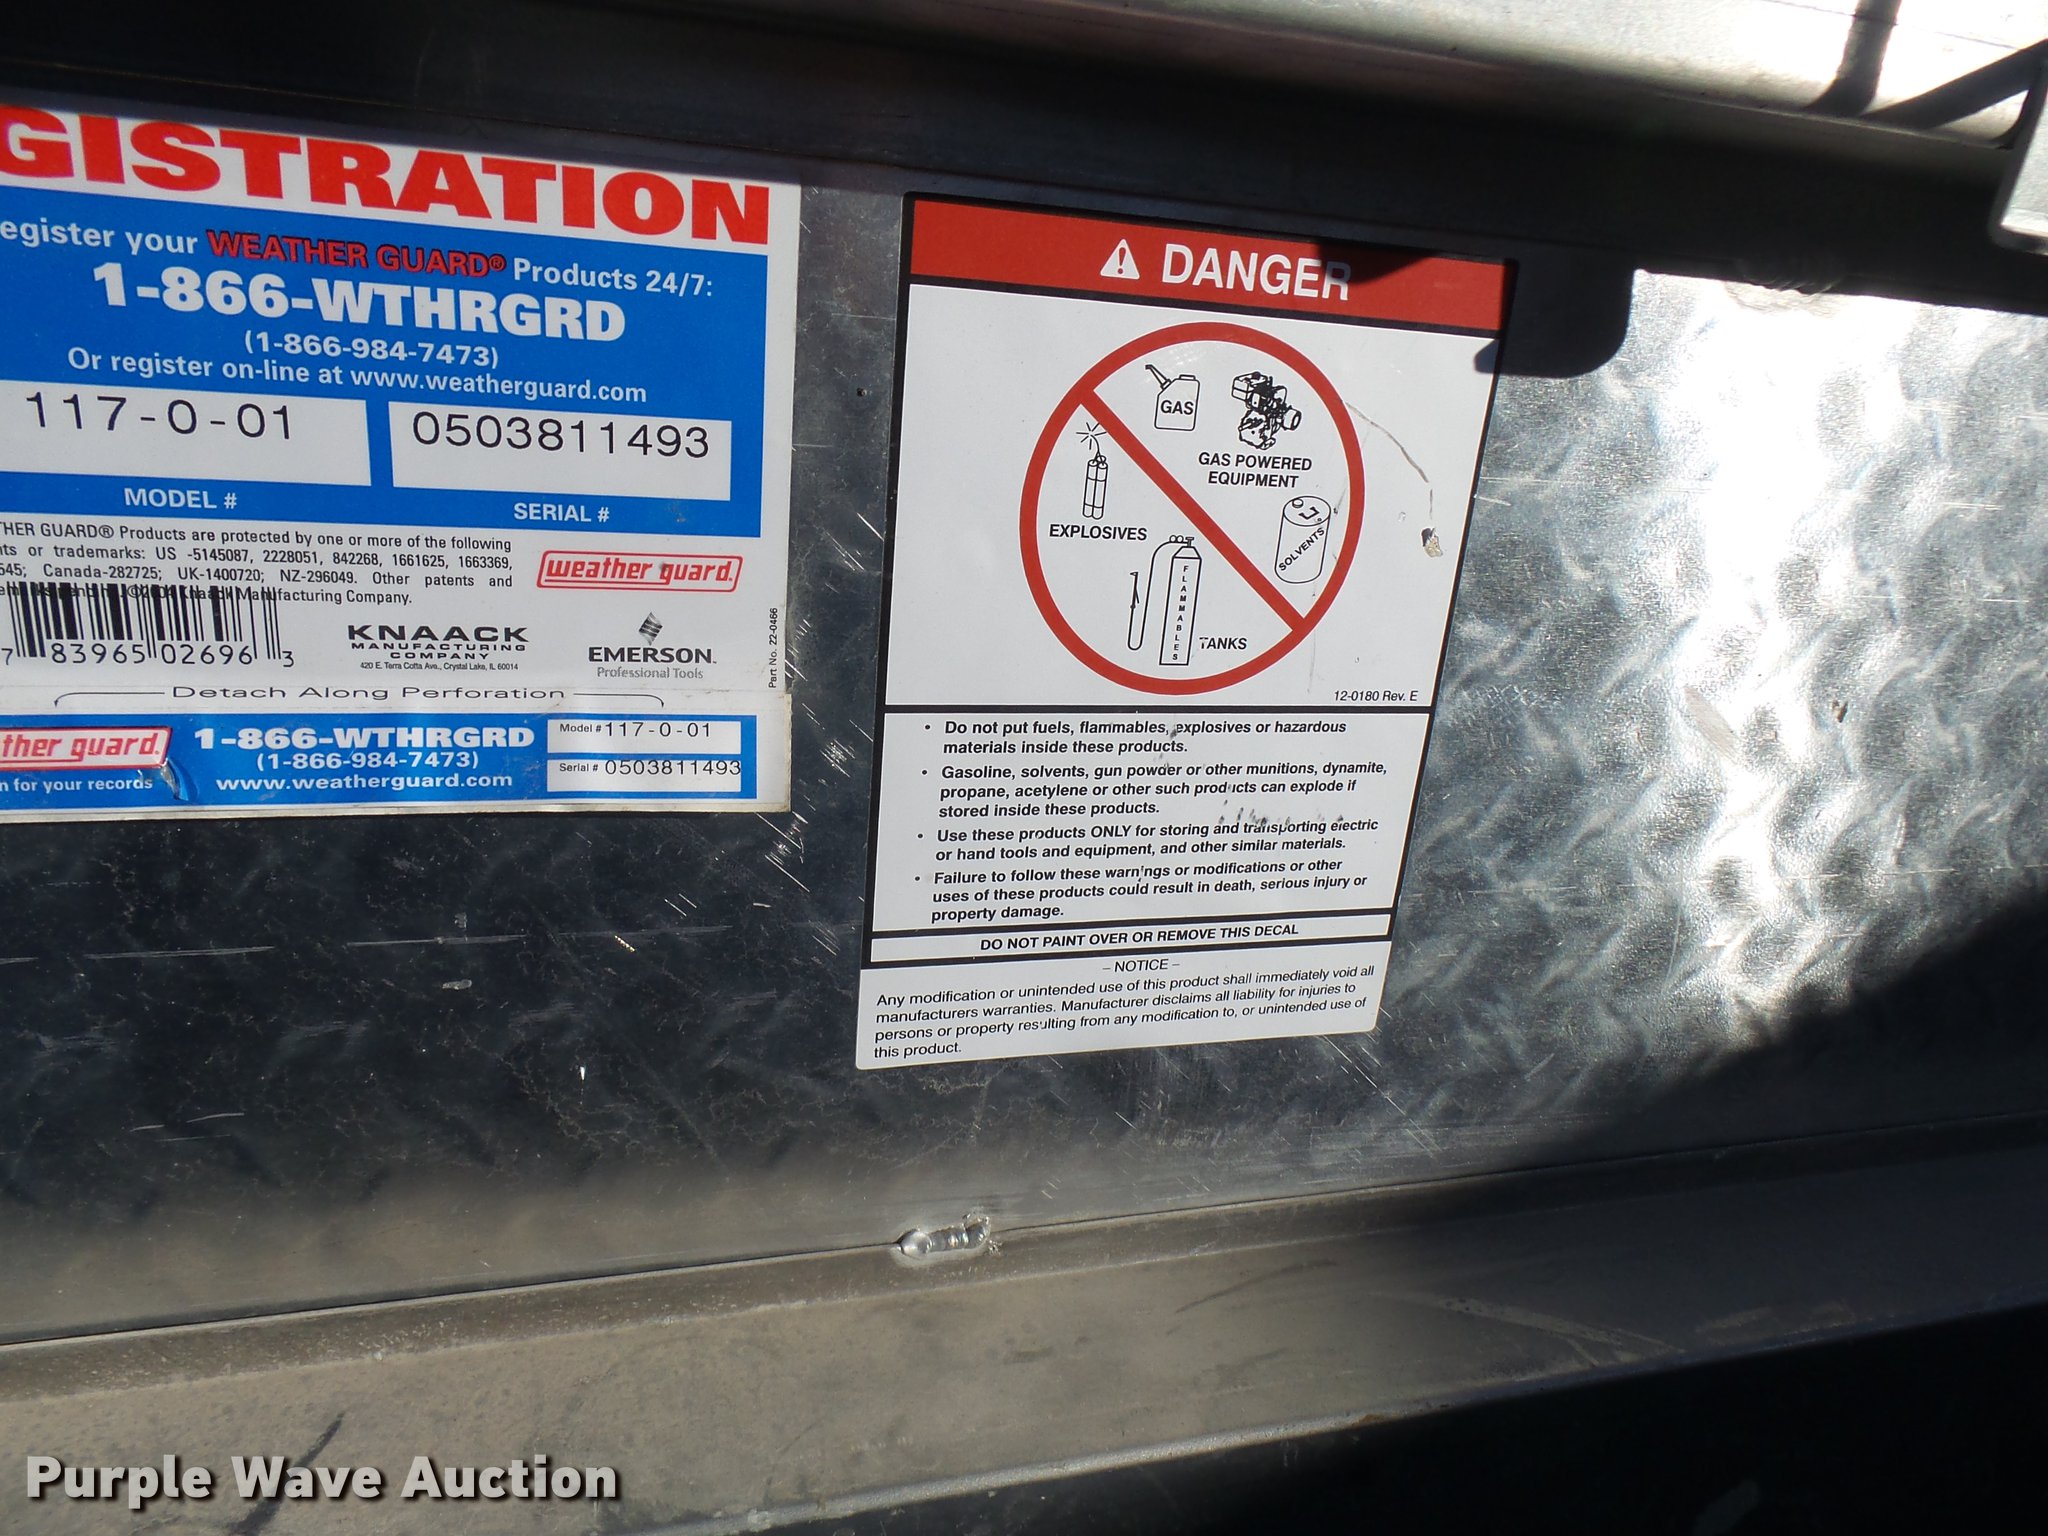 GISTRATION
egister your WEATHER GUARD® Products 24/7:
1-866-WTHRGRD
(1-866-984-7473)
Or register on-line at www.weatherguard.com
117-0-01
0503811493
MODEL #
SERIAL #
THER GUARD® Products are protected by one or more of the following
nts or trademarks: US -5145087, 2228051, 842268, 1661625, 1663369,
545; Canada-282725; UK-1400720; NZ-296049. Other patents and
Manufacturing Company.
weather guard.
7 83965 02696 3
KNAACK
MANUFACTURING
COMPANY
420 E. Terra Cotta Ave., Crystal Lake, IL 60014
EMERSON.
Professional Tools
Part No. 22-0466
Detach Along Perforation
ther guard.
1-866-WTHRGRD
(1-866-984-7473)
www.weatherguard.com
n for your records
Model # 117-0-01
Serial # 0503811493
⚠ DANGER
GAS
GAS POWERED
EQUIPMENT
EXPLOSIVES
SOLVENTS
FLAMMABLES
TANKS
12-0180 Rev. E
• Do not put fuels, flammables, explosives or hazardous
materials inside these products.
• Gasoline, solvents, gun powder or other munitions, dynamite,
propane, acetylene or other such products can explode if
stored inside these products.
• Use these products ONLY for storing and transporting electric
or hand tools and equipment, and other similar materials.
• Failure to follow these warnings or modifications or other
uses of these products could result in death, serious injury or
property damage.
DO NOT PAINT OVER OR REMOVE THIS DECAL
– NOTICE –
Any modification or unintended use of this product shall immediately void all
manufacturers warranties. Manufacturer disclaims all liability for injuries to
persons or property resulting from any modification to, or unintended use of
this product.
Purple Wave Auction